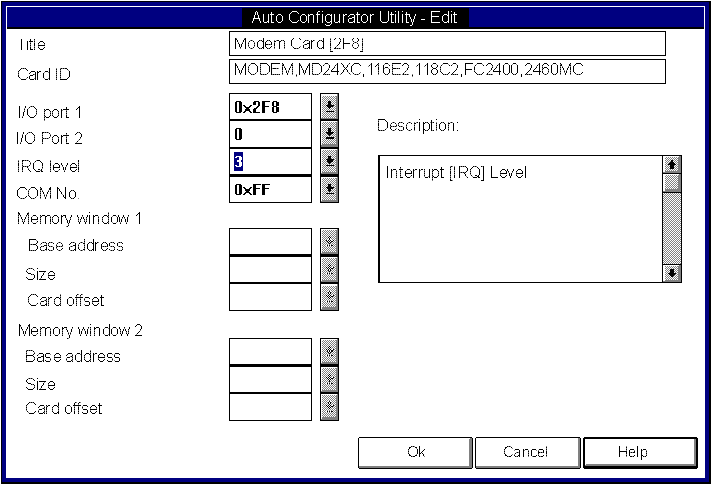 Auto Configurator Utility - Edit
Title Modem Card [2F8]
Card ID MODEM,MD24XC,116E2,118C2,FC2400,2460MC
I/O port 1 0x2F8
I/O Port 2 0
Description:
IRQ level 3
Interrupt [IRQ] Level
COM No. 0xFF
Memory window 1
Base address
Size
Card offset
Memory window 2
Base address
Size
Card offset
Ok Cancel Help